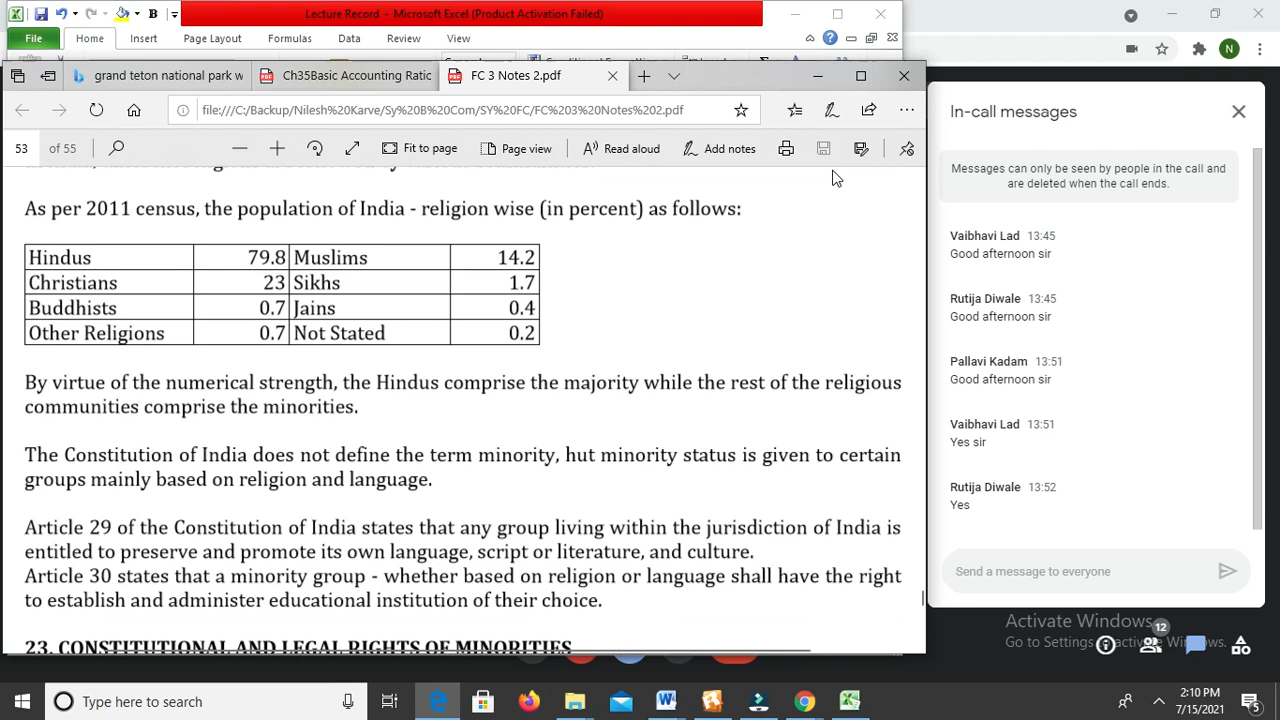 Lecture Record - Microsoft Excel (Product Activation Failed)
File Home Insert Page Layout Formulas Data Review View
grand teton national park w Ch35Basic Accounting Ratic FC 3 Notes 2.pdf
file:///C:/Backup/Nilesh%20Karve/Sy%20B%20Com/SY%20FC/FC%203%20Notes%202.pdf
53 of 55 Fit to page Page view Read aloud Add notes
As per 2011 census, the population of India - religion wise (in percent) as follows:
Hindus 79.8 Muslims 14.2
Christians 23 Sikhs 1.7
Buddhists 0.7 Jains 0.4
Other Religions 0.7 Not Stated 0.2
By virtue of the numerical strength, the Hindus comprise the majority while the rest of the religious
communities comprise the minorities.
The Constitution of India does not define the term minority, hut minority status is given to certain
groups mainly based on religion and language.
Article 29 of the Constitution of India states that any group living within the jurisdiction of India is
entitled to preserve and promote its own language, script or literature, and culture.
Article 30 states that a minority group - whether based on religion or language shall have the right
to establish and administer educational institution of their choice.
23. CONSTITUTIONAL AND LEGAL RIGHTS OF MINORITIES
N
In-call messages
Messages can only be seen by people in the call and
are deleted when the call ends.
Vaibhavi Lad 13:45
Good afternoon sir
Rutija Diwale 13:45
Good afternoon sir
Pallavi Kadam 13:51
Good afternoon sir
Vaibhavi Lad 13:51
Yes sir
Rutija Diwale 13:52
Yes
Send a message to everyone
Activate Windows
Go to Settings to activate Windows.
12
Type here to search
2:10 PM
7/15/2021
5